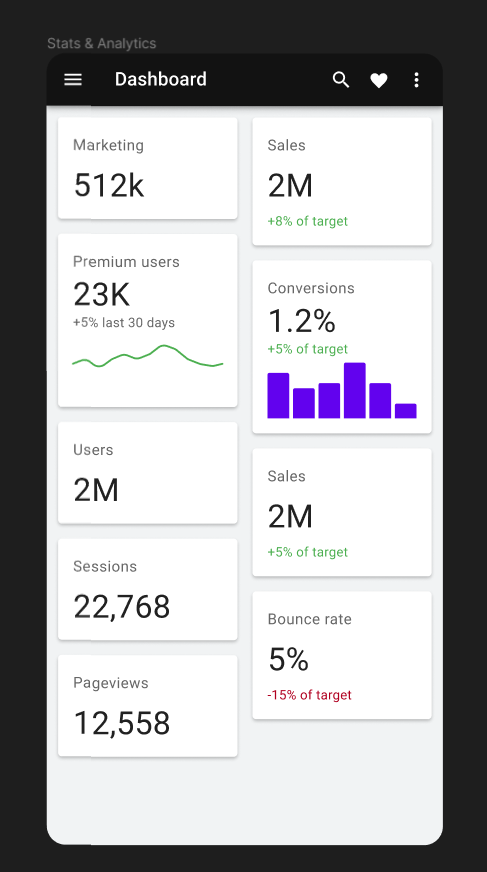 Stats & Analytics
Dashboard
Marketing
512k
Premium users
23K
+5% last 30 days
Users
2M
Sessions
22,768
Pageviews
12,558
Sales
2M
+8% of target
Conversions
1.2%
+5% of target
Sales
2M
+5% of target
Bounce rate
5%
-15% of target